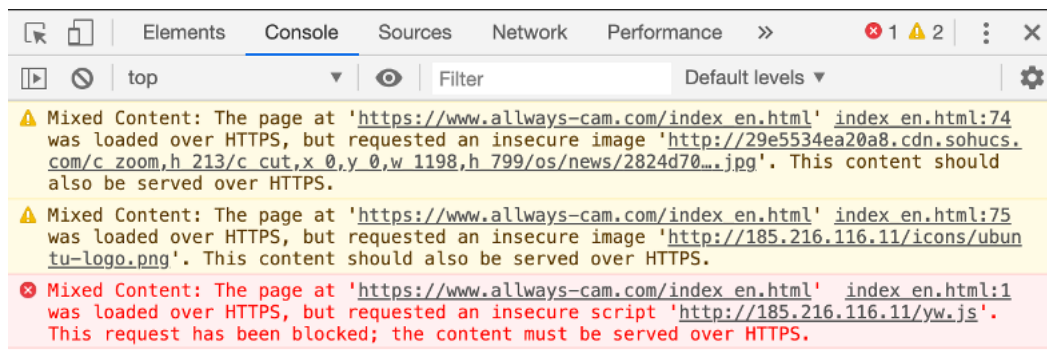 Elements Console Sources Network Performance » 1 2
top Filter Default levels
Mixed Content: The page at 'https://www.allways-cam.com/index_en.html' index_en.html:74
was loaded over HTTPS, but requested an insecure image 'http://29e5534ea20a8.cdn.sohucs.
com/c_zoom,h_213/c_cut,x_0,y_0,w_1198,h_799/os/news/2824d70….jpg'. This content should
also be served over HTTPS.
Mixed Content: The page at 'https://www.allways-cam.com/index_en.html' index_en.html:75
was loaded over HTTPS, but requested an insecure image 'http://185.216.116.11/icons/ubun
tu-logo.png'. This content should also be served over HTTPS.
Mixed Content: The page at 'https://www.allways-cam.com/index_en.html' index_en.html:1
was loaded over HTTPS, but requested an insecure script 'http://185.216.116.11/yw.js'.
This request has been blocked; the content must be served over HTTPS.